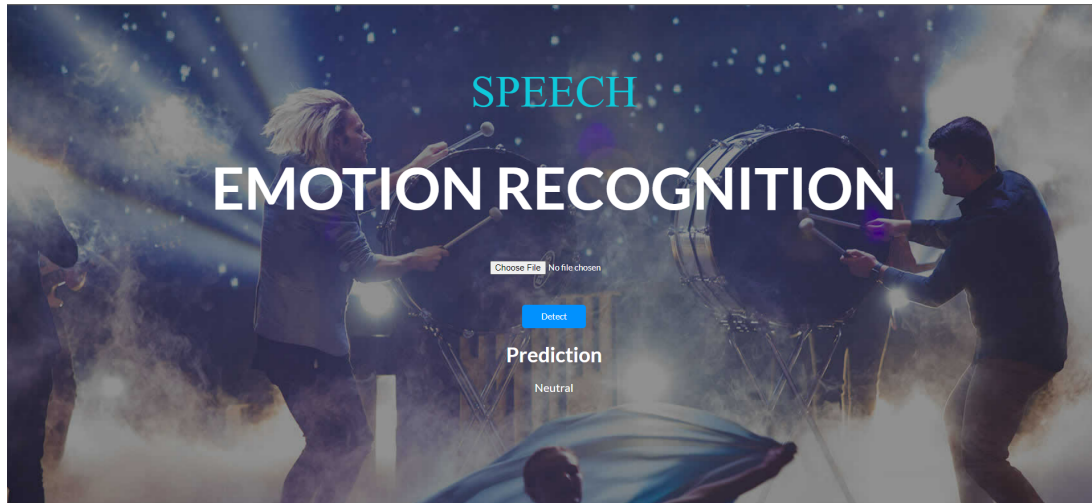 SPEECH
EMOTION RECOGNITION
Choose File No file chosen
Detect
Prediction
Neutral